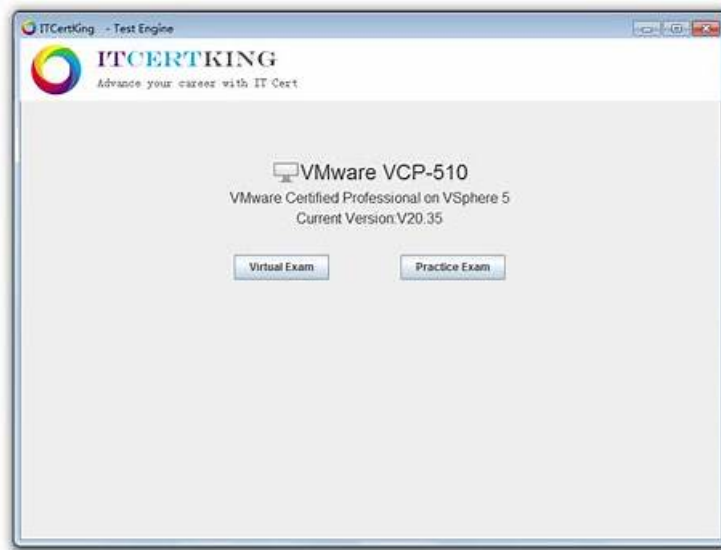 ITCertKing - Test Engine
ITCERTKING
Advance your career with IT Cert
VMware VCP-510
VMware Certified Professional on VSphere 5
Current Version:V20.35
Virtual Exam Practice Exam